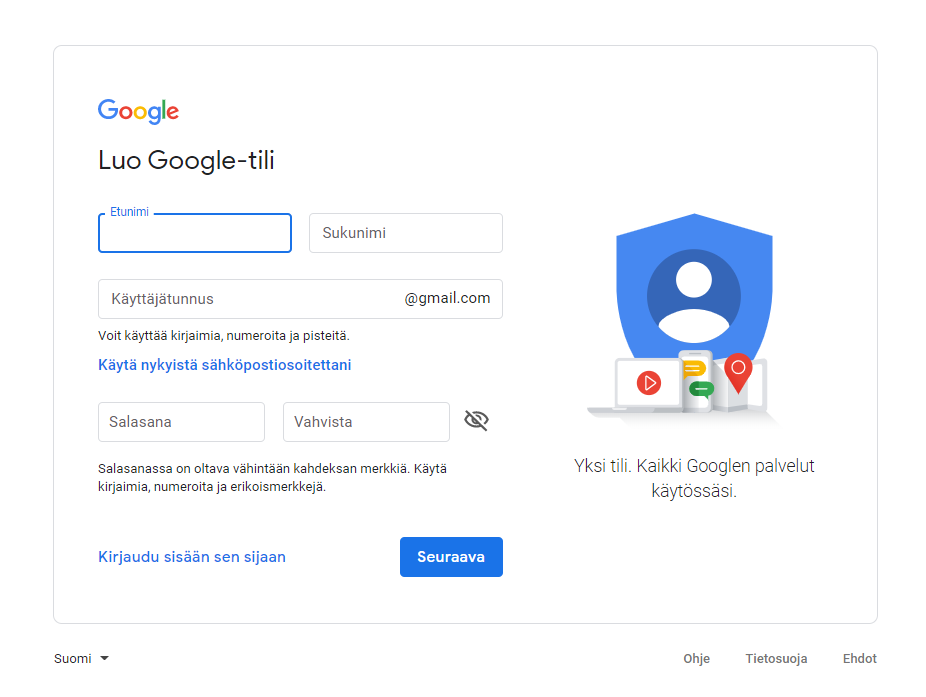 Google
Luo Google-tili
Etunimi
Sukunimi
Käyttäjätunnus @gmail.com
Voit käyttää kirjaimia, numeroita ja pisteitä.
Käytä nykyistä sähköpostiosoitettani
Salasana
Vahvista
Salasanassa on oltava vähintään kahdeksan merkkiä. Käytä
kirjaimia, numeroita ja erikoismerkkejä.
Kirjaudu sisään sen sijaan
Seuraava
Yksi tili. Kaikki Googlen palvelut
käytössäsi.
Suomi
Ohje
Tietosuoja
Ehdot